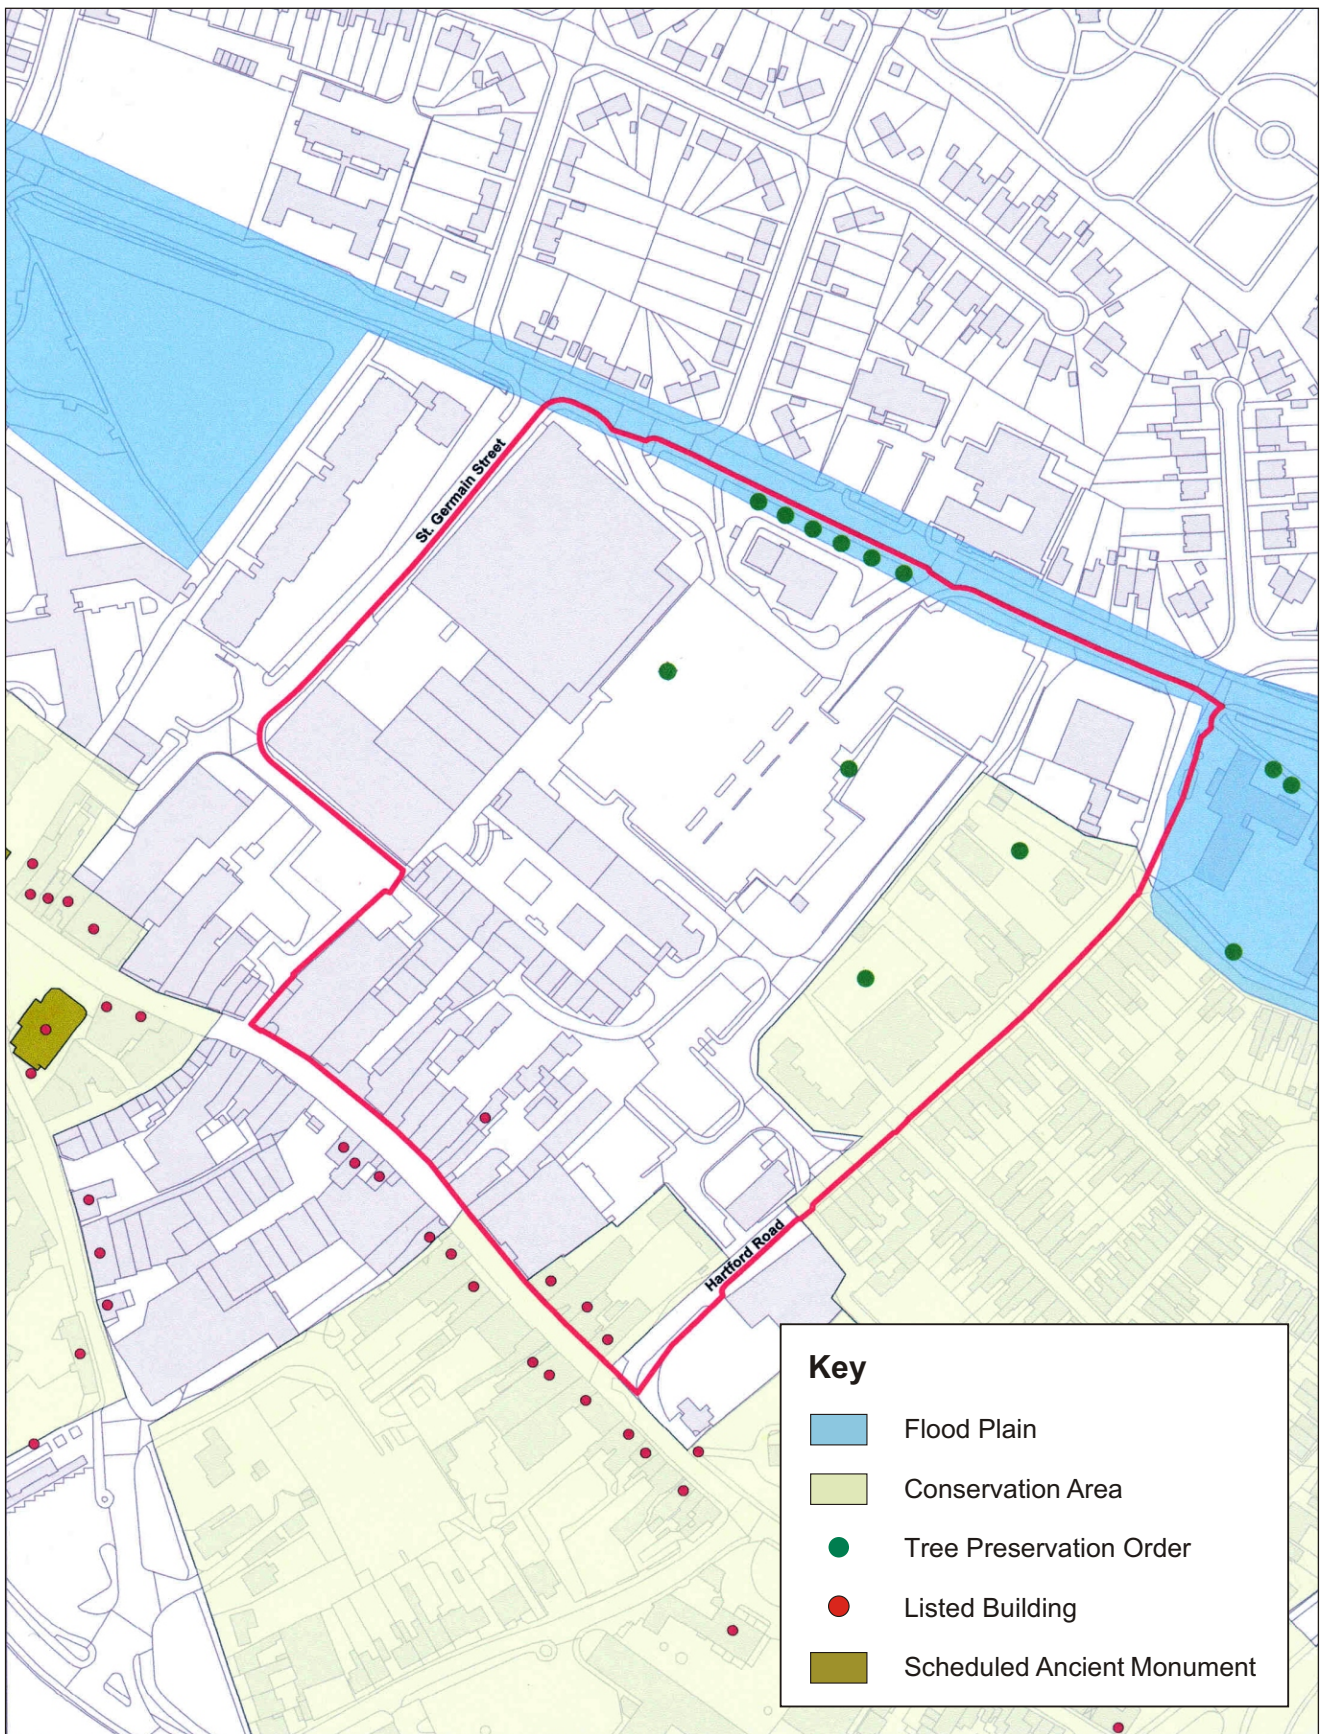 St. Germain Street
Hartford Road
Key
Flood Plain
Conservation Area
Tree Preservation Order
Listed Building
Scheduled Ancient Monument